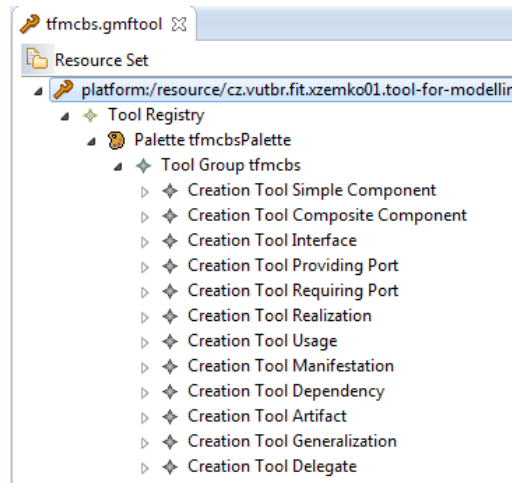 tfmcbs.gmftool
Resource Set
platform:/resource/cz.vutbr.fit.xzemko01.tool-for-modellin
Tool Registry
Palette tfmcbsPalette
Tool Group tfmcbs
Creation Tool Simple Component
Creation Tool Composite Component
Creation Tool Interface
Creation Tool Providing Port
Creation Tool Requiring Port
Creation Tool Realization
Creation Tool Usage
Creation Tool Manifestation
Creation Tool Dependency
Creation Tool Artifact
Creation Tool Generalization
Creation Tool Delegate